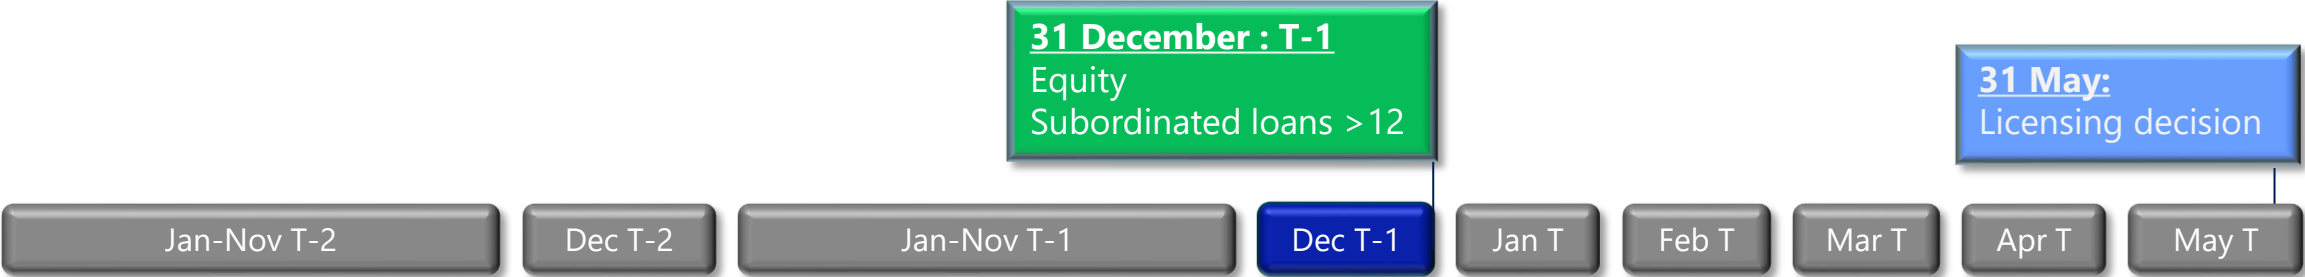 31 December : T-1
Equity
Subordinated loans >12
31 May:
Licensing decision
Jan-Nov T-2
Dec T-2
Jan-Nov T-1
Dec T-1
Jan T
Feb T
Mar T
Apr T
May T